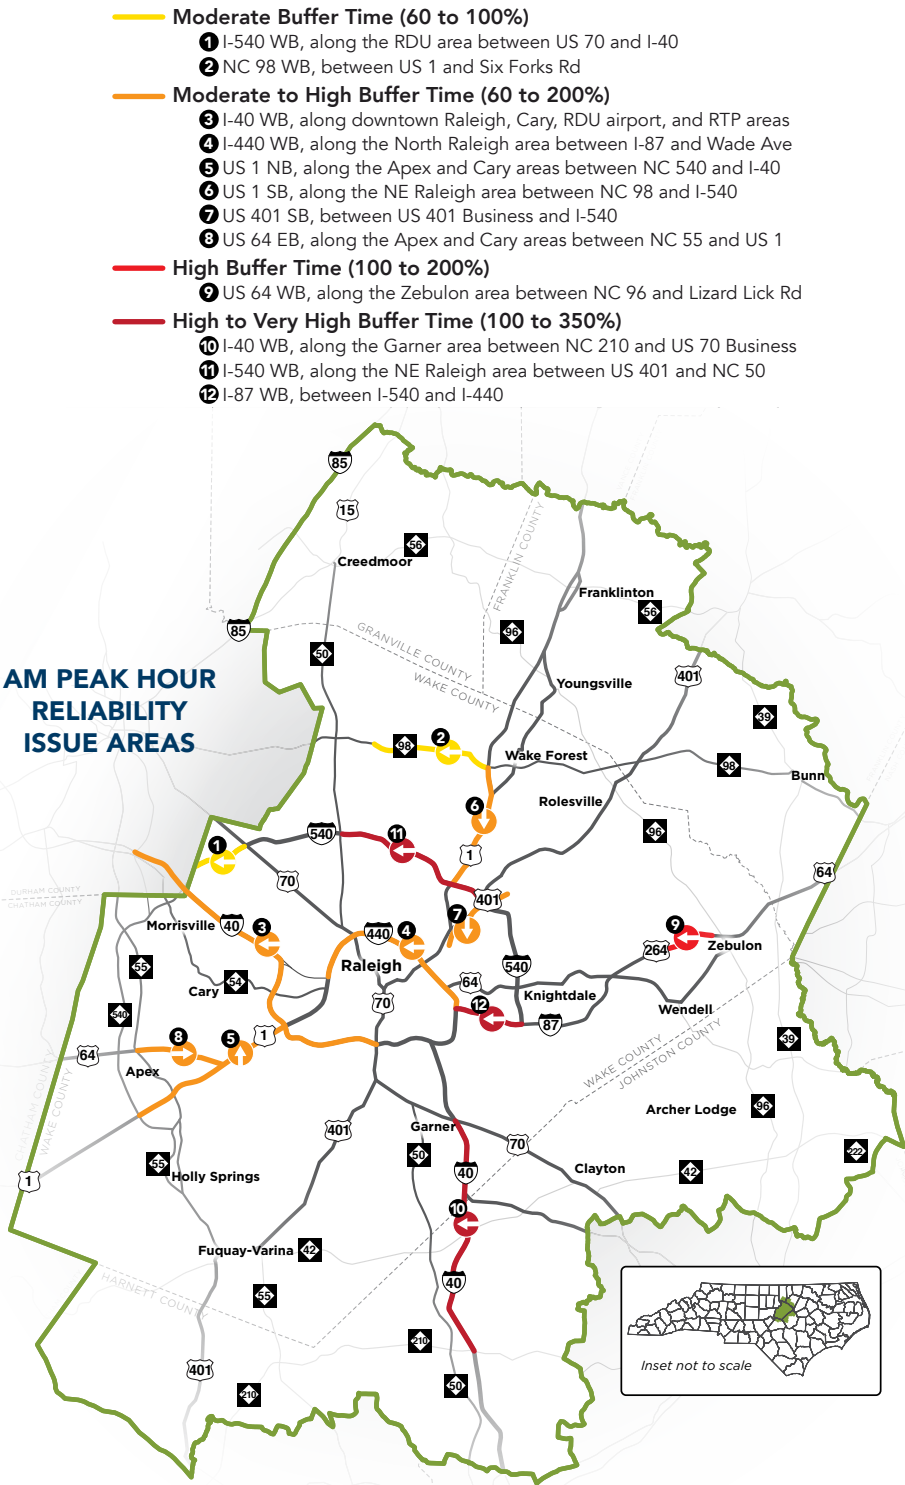 Moderate Buffer Time (60 to 100%)
1 I-540 WB, along the RDU area between US 70 and I-40
2 NC 98 WB, between US 1 and Six Forks Rd
Moderate to High Buffer Time (60 to 200%)
3 I-40 WB, along downtown Raleigh, Cary, RDU airport, and RTP areas
4 I-440 WB, along the North Raleigh area between I-87 and Wade Ave
5 US 1 NB, along the Apex and Cary areas between NC 540 and I-40
6 US 1 SB, along the NE Raleigh area between NC 98 and I-540
7 US 401 SB, between US 401 Business and I-540
8 US 64 EB, along the Apex and Cary areas between NC 55 and US 1
High Buffer Time (100 to 200%)
9 US 64 WB, along the Zebulon area between NC 96 and Lizard Lick Rd
High to Very High Buffer Time (100 to 350%)
10 I-40 WB, along the Garner area between NC 210 and US 70 Business
11 I-540 WB, along the NE Raleigh area between US 401 and NC 50
12 I-87 WB, between I-540 and I-440
85
15
56
Creedmoor
FRANKLIN COUNTY
Franklinton
56
85
96
50
GRANVILLE COUNTY
WAKE COUNTY
401
AM PEAK HOUR
RELIABILITY
ISSUE AREAS
Youngsville
39
2
98
Wake Forest
98
Bunn
6
Rolesville
1
540
11
96
1
70
64
DURHAM COUNTY
CHATHAM COUNTY
401
Morrisville
40
3
440
4
7
9
264
Zebulon
55
Raleigh
540
Cary
54
64
Knightdale
70
12
Wendell
540
87
8
5
1
64
Apex
WAKE COUNTY
JOHNSTON COUNTY
39
CHATHAM COUNTY
WAKE COUNTY
Archer Lodge
96
401
Garner
70
50
222
55
Holly Springs
40
Clayton
42
1
10
Fuquay-Varina
42
40
HARNETT COUNTY
55
210
401
50
210
Inset not to scale